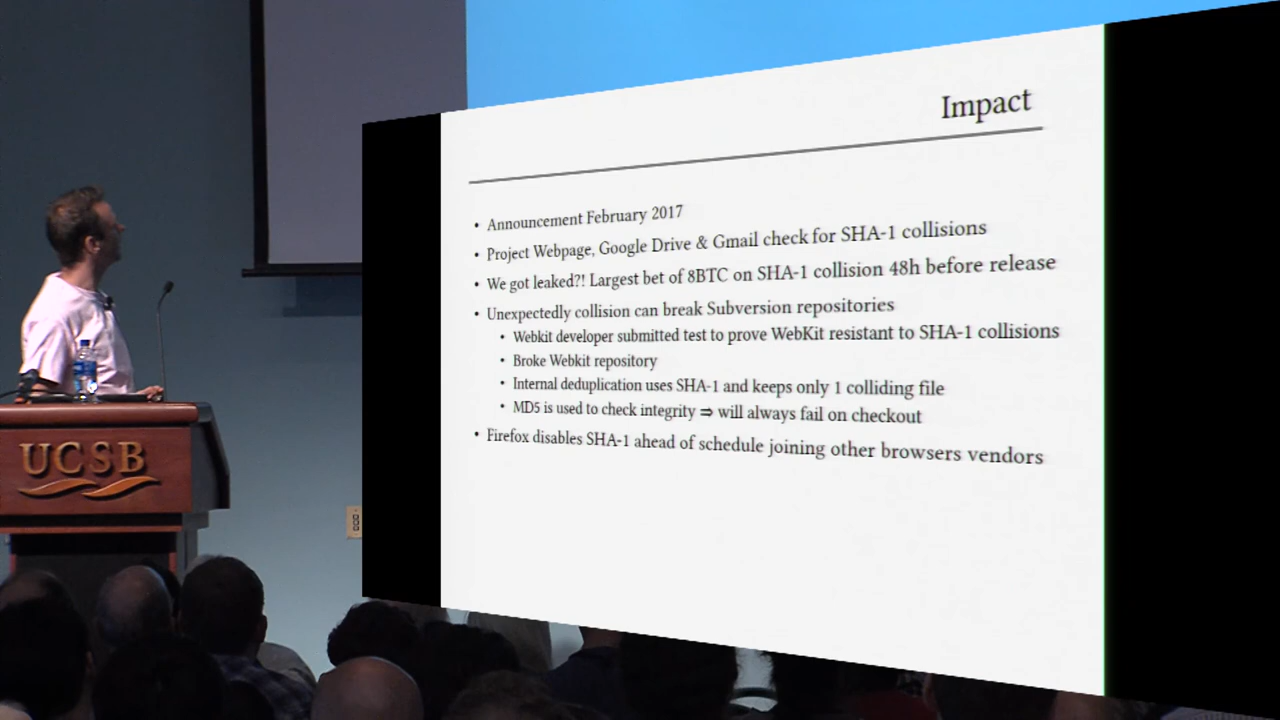 Impact
• Announcement February 2017
• Project Webpage, Google Drive & Gmail check for SHA-1 collisions
• We got leaked?! Largest bet of 8BTC on SHA-1 collision 48h before release
• Unexpectedly collision can break Subversion repositories
• Webkit developer submitted test to prove WebKit resistant to SHA-1 collisions
• Broke Webkit repository
• Internal deduplication uses SHA-1 and keeps only 1 colliding file
• MD5 is used to check integrity ⇒ will always fail on checkout
• Firefox disables SHA-1 ahead of schedule joining other browsers vendors
UCSB